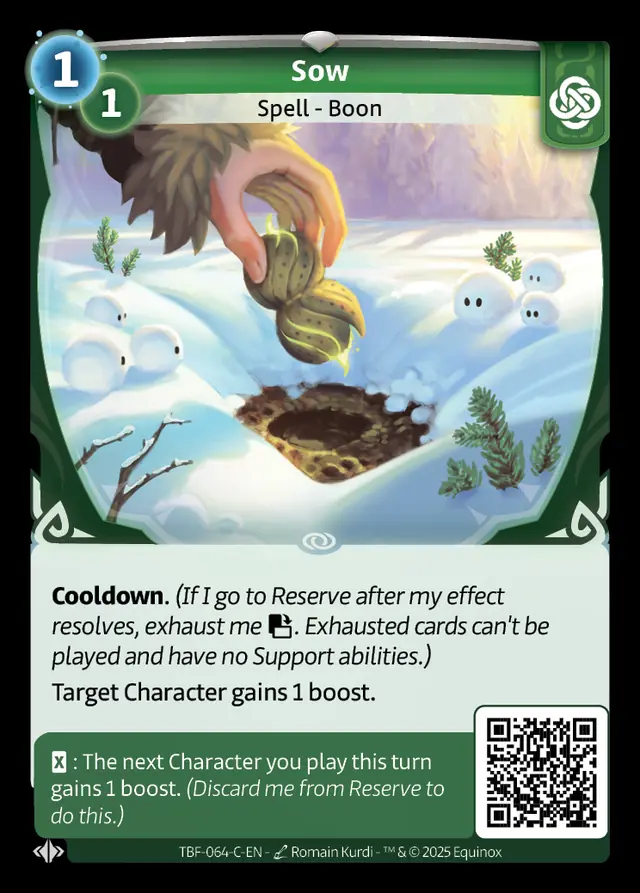 1
1
Sow
Spell - Boon
Cooldown. (If I go to Reserve after my effect
resolves, exhaust me . Exhausted cards can't be
played and have no Support abilities.)
Target Character gains 1 boost.
X : The next Character you play this turn
gains 1 boost. (Discard me from Reserve to
do this.)
TBF-064-C-EN - Romain Kurdi - ™ & © 2025 Equinox